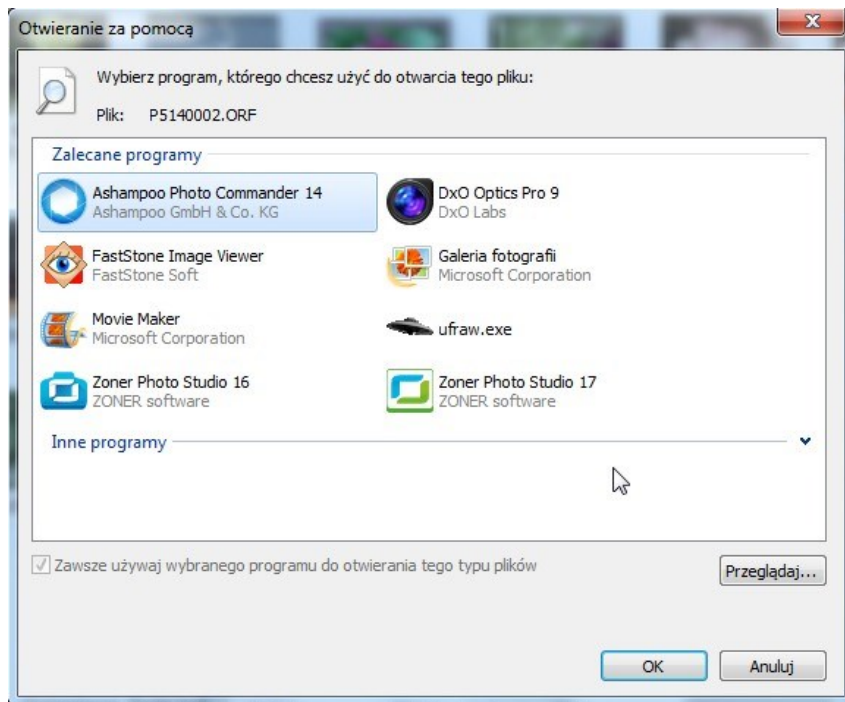 Otwieranie za pomocą
Wybierz program, którego chcesz użyć do otwarcia tego pliku:
Plik: P5140002.ORF
Zalecane programy
Ashampoo Photo Commander 14
Ashampoo GmbH & Co. KG
DxO Optics Pro 9
DxO Labs
FastStone Image Viewer
FastStone Soft
Galeria fotografii
Microsoft Corporation
Movie Maker
Microsoft Corporation
ufraw.exe
Zoner Photo Studio 16
ZONER software
Zoner Photo Studio 17
ZONER software
Inne programy
Zawsze używaj wybranego programu do otwierania tego typu plików
Przeglądaj...
OK
Anuluj